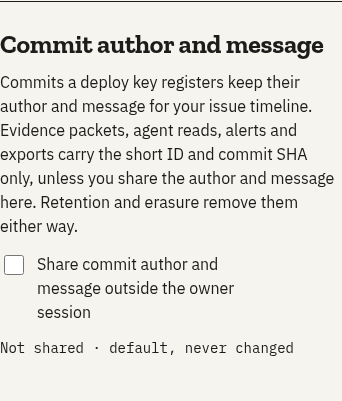 Commit author and message
Commits a deploy key registers keep their
author and message for your issue timeline.
Evidence packets, agent reads, alerts and
exports carry the short ID and commit SHA
only, unless you share the author and message
here. Retention and erasure remove them
either way.
Share commit author and
message outside the owner
session
Not shared · default, never changed